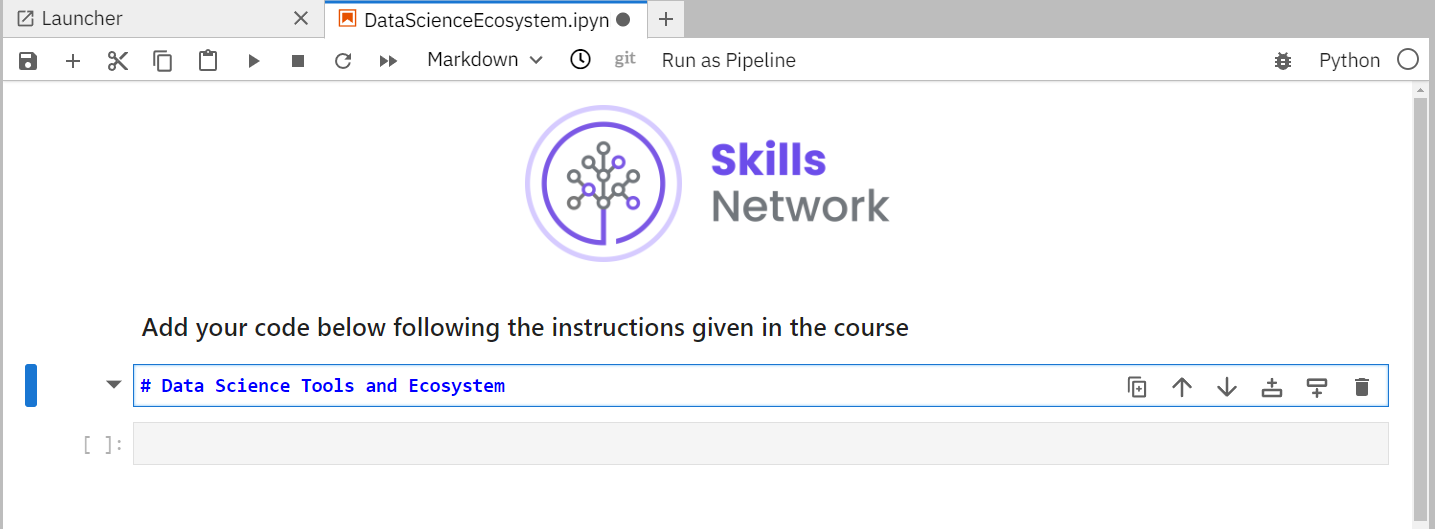 Launcher
DataScienceEcosystem.ipyn
Markdown
git
Run as Pipeline
Python
Skills
Network
Add your code below following the instructions given in the course
# Data Science Tools and Ecosystem
[ ]: